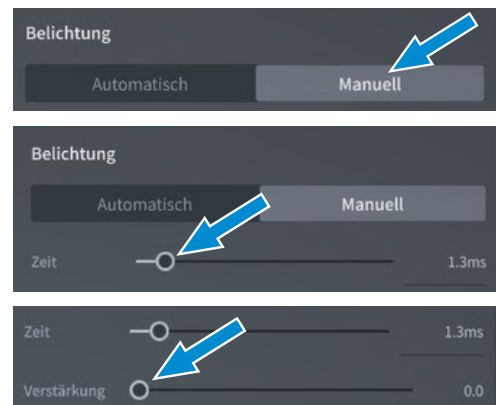 Belichtung
Automatisch Manuell
Belichtung
Automatisch Manuell
Zeit 1.3ms
Zeit 1.3ms
Verstärkung 0.0